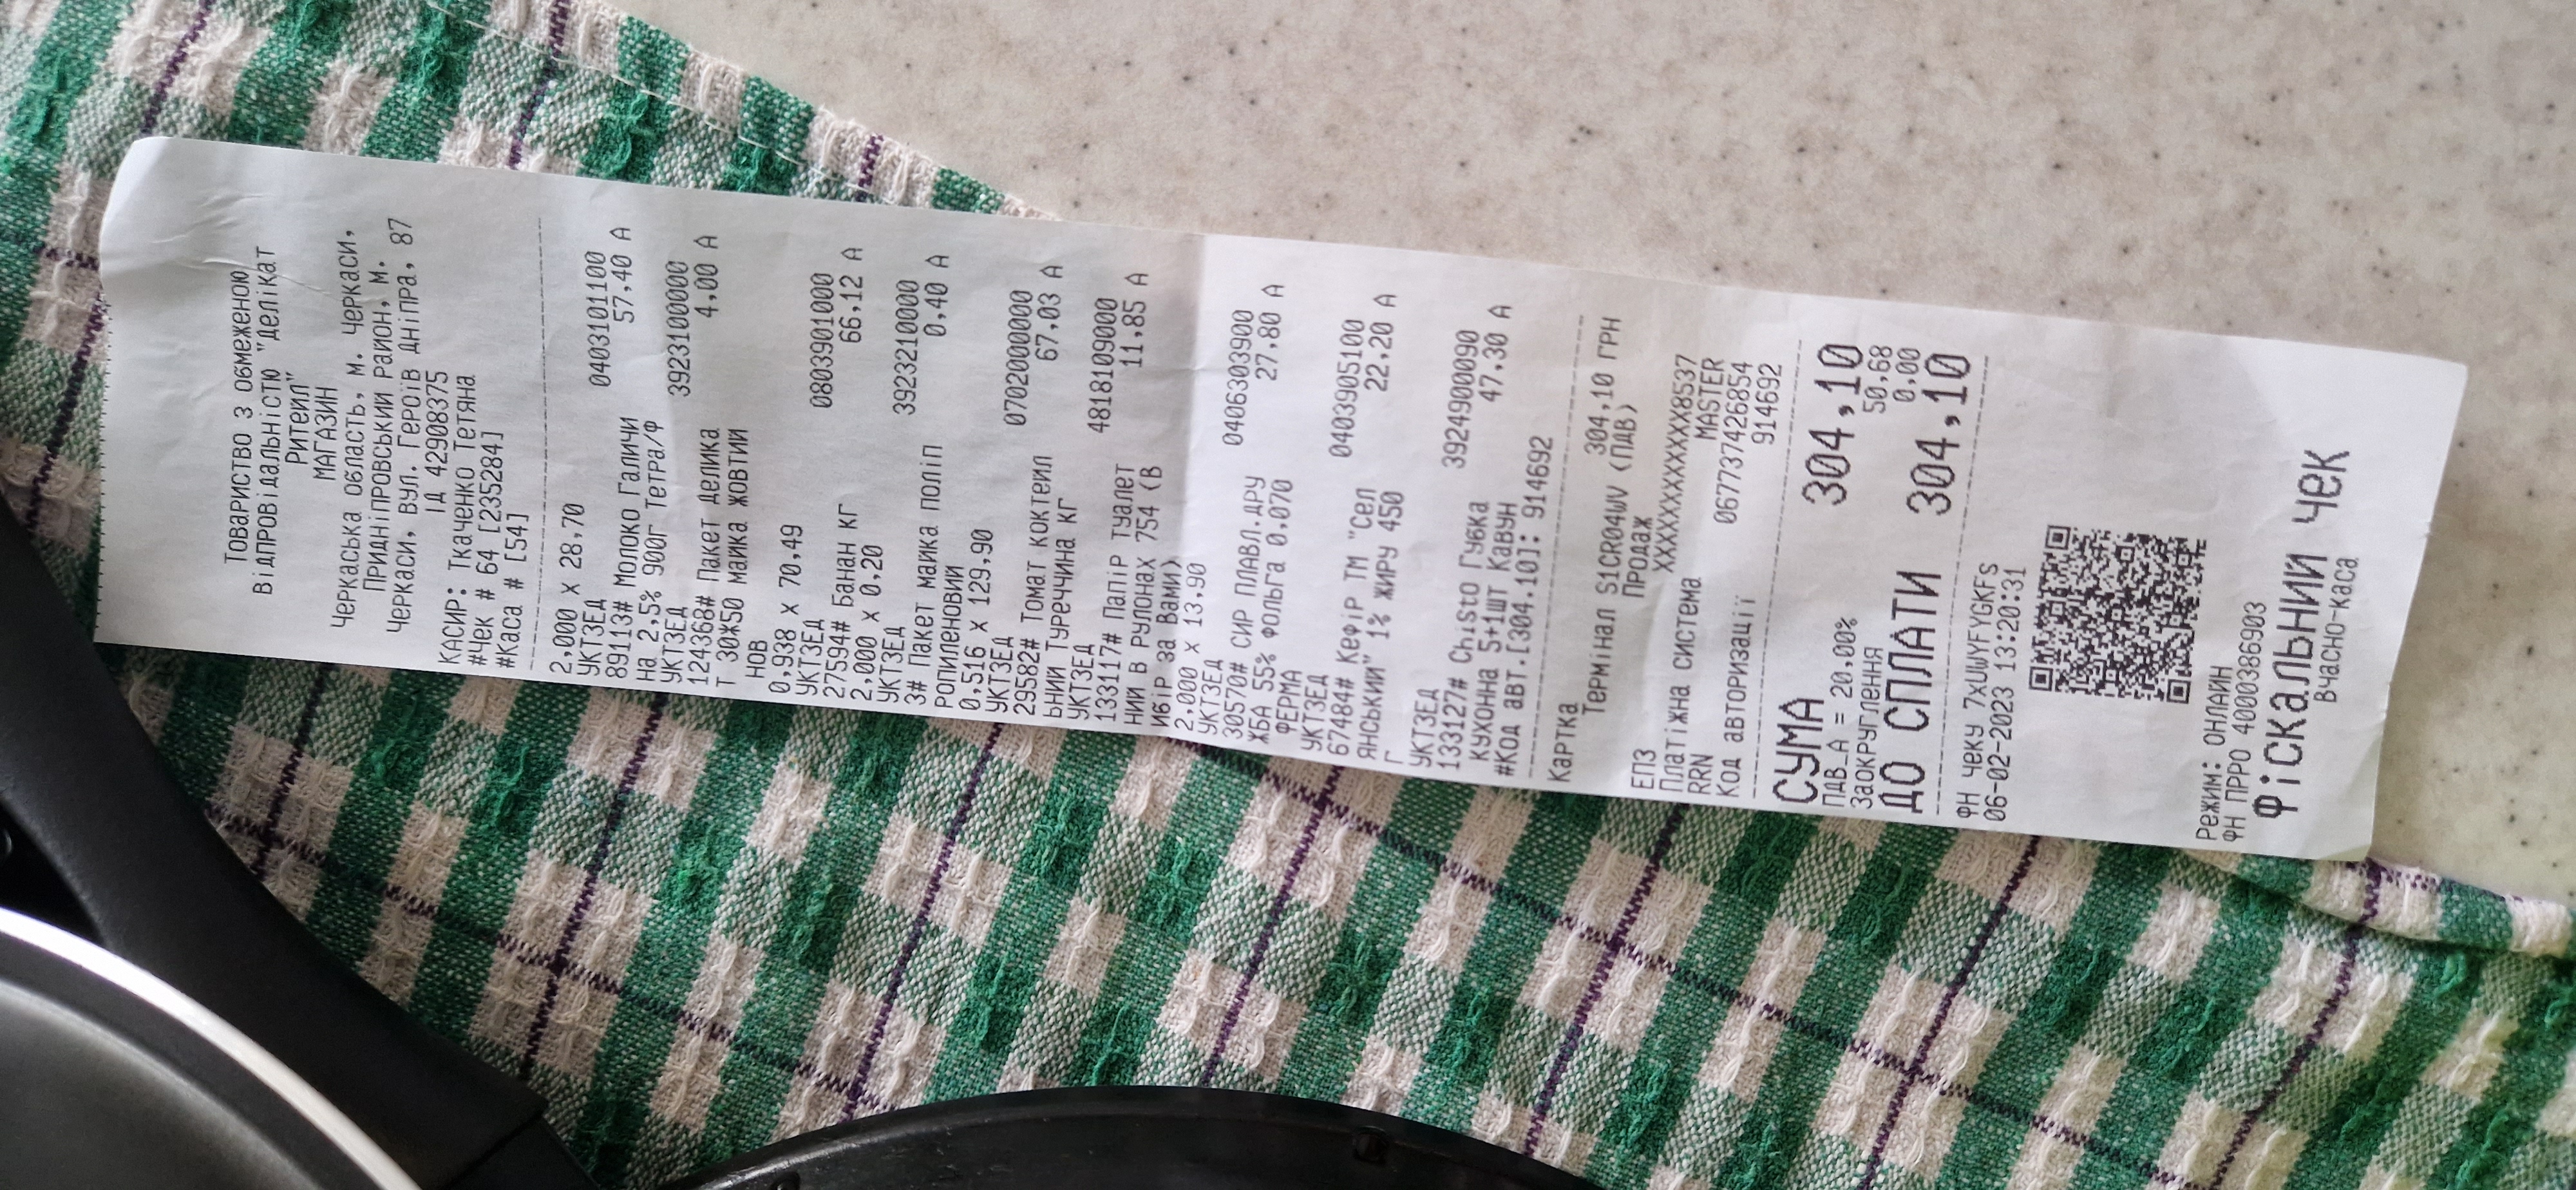 Товариство з обмеженою
відпровідальністю "Делікат
Ритейл"
МАГАЗИН
Черкаська область, м. Черкаси,
Придніпровський район, м.
Черкаси, вул. Героїв Дніпра, 87
ІД 42908375
КАСИР: Ткаченко Тетяна
#Чек # 64 [235284]
#Каса # [54]
2,000 x 28,70
УКТЗЕД 0403101100
89113# Молоко Галичи 57,40 А
на 2,5% 900г Тетра/Ф
УКТЗЕД 3923100000
124368# Пакет Делика 4,00 А
т 30ж50 майка жовтий
нов
0,938 x 70,49
УКТЗЕД 0803901000
27594# Банан кг 66,12 А
2,000 x 0,20
УКТЗЕД 3923210000
3# Пакет майка поліп 0,40 А
ропиленовий
0,516 x 129,90
УКТЗЕД 0702000000
29582# Томат коктейл 67,03 А
ьний Туреччина кг
УКТЗЕД 4818109000
133117# Папір туалет 11,85 А
ний в рулонах 754 (В
ибір за Вами)
2,000 x 13,90
УКТЗЕД 0406303900
30570# СИР ПЛАВЛ.ДРУ 27,80 А
ЖБА 55% фольга 0,070
ФЕРМА
УКТЗЕД 0403905100
67484# Кефір ТМ "Сел 22,20 А
янський" 1% жиру 450
г
УКТЗЕД 3924900090
133127# Chisto Губка 47,30 А
кухонна 5+1шт Кавун
#Код авт.[304.10]: 914692
Картка 304,10 ГРН
Термінал S1CR04WV (ПДВ)
Продаж
ЕПЗ XXXXXXXXXXXXXXX8537
Платіжна система MASTER
RRN 067737426854
Код авторизації 914692
СУМА 304,10
ПДВ_А = 20,00% 50,68
Заокруглення 0,00
ДО СПЛАТИ 304,10
ФН чеку 7xUWYFYGKFS
06-02-2023 13:20:31
Режим: ОНЛАЙН
ФН ПРРО 4000386903
Фіскальний чек
Вчасно-каса